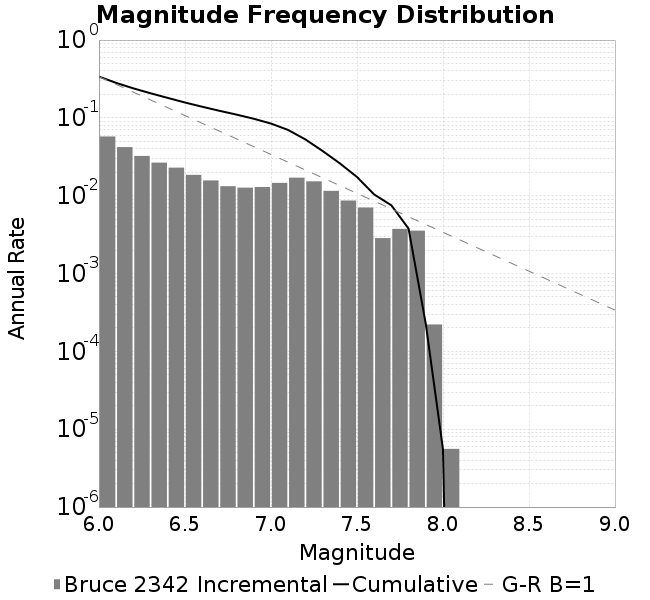 Magnitude Frequency Distribution
10^0
10^-1
10^-2
10^-3
10^-4
10^-5
10^-6
Annual Rate
6.0 6.5 7.0 7.5 8.0 8.5 9.0
Magnitude
Bruce 2342 Incremental Cumulative G-R B=1